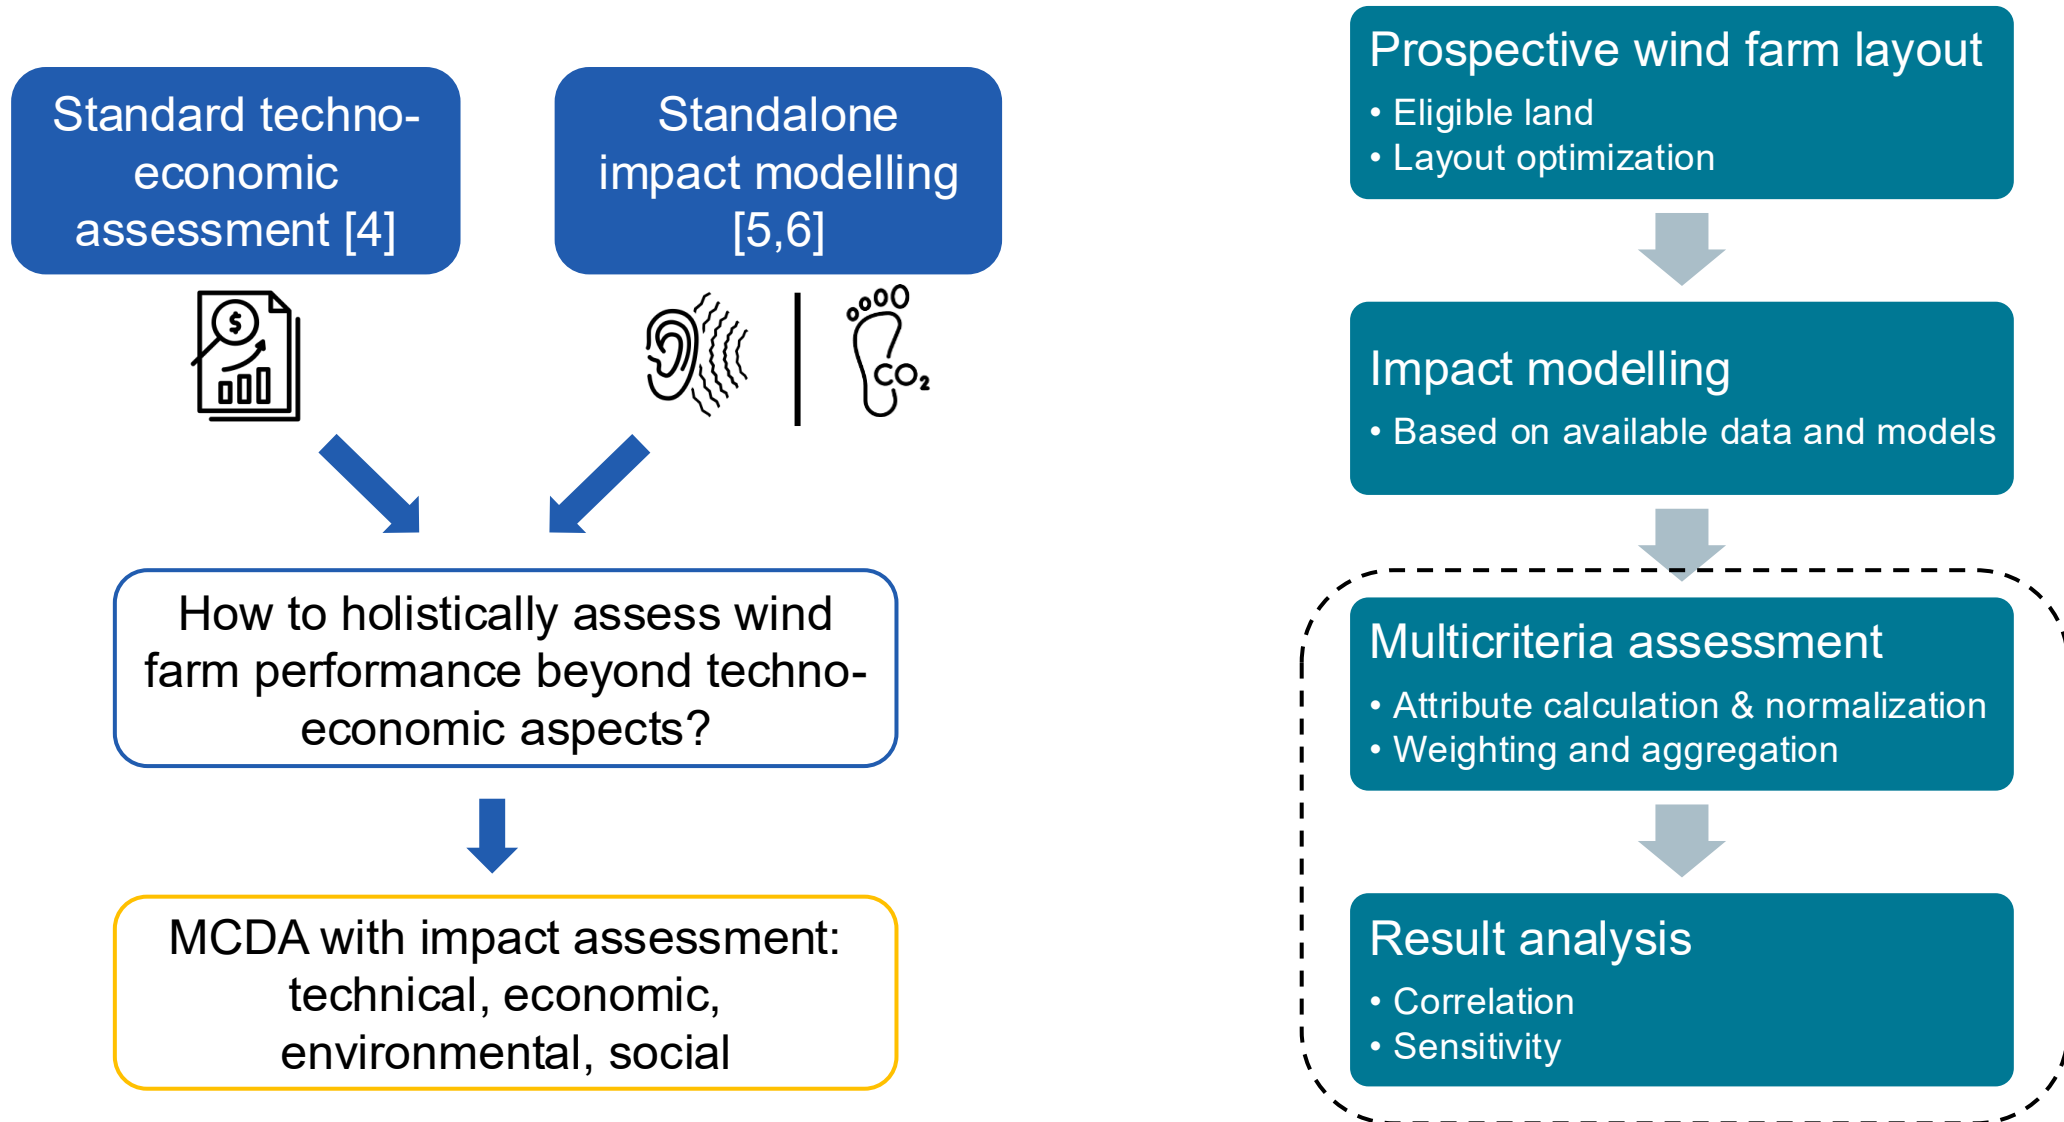 Standard techno-
economic
assessment [4]
Standalone
impact modelling
[5,6]
$
CO₂
How to holistically assess wind
farm performance beyond techno-
economic aspects?
MCDA with impact assessment:
technical, economic,
environmental, social
Prospective wind farm layout
• Eligible land
• Layout optimization
Impact modelling
• Based on available data and models
Multicriteria assessment
• Attribute calculation & normalization
• Weighting and aggregation
Result analysis
• Correlation
• Sensitivity